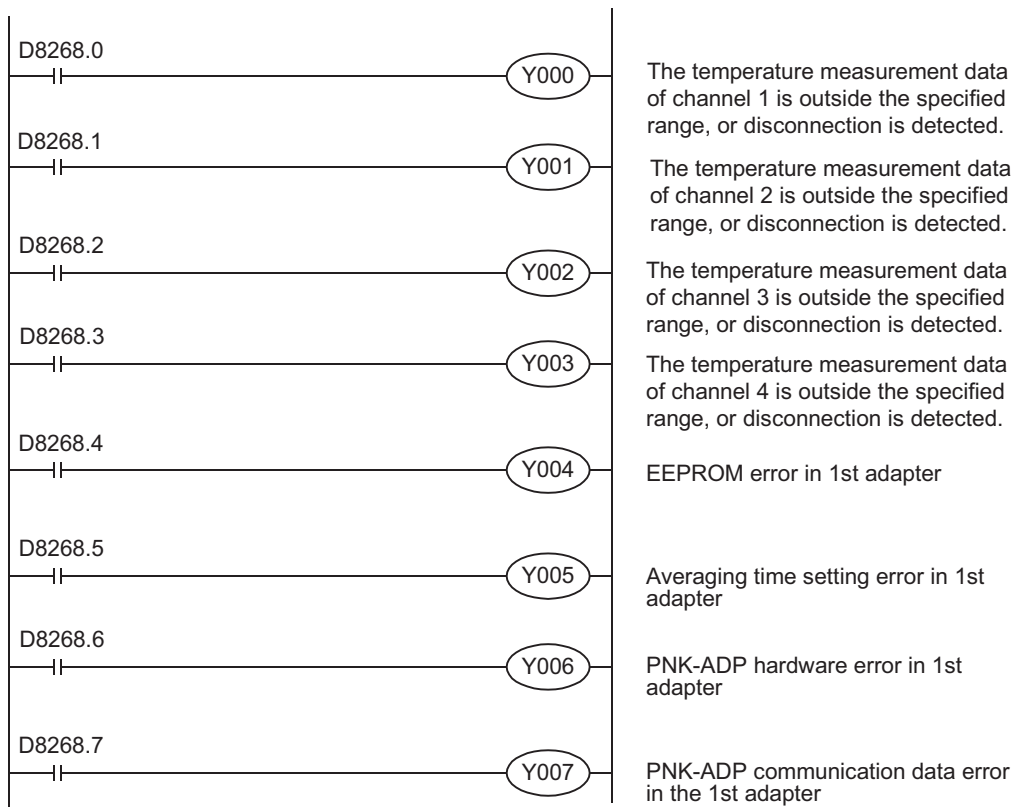 D8268.0
Y000
The temperature measurement data
of channel 1 is outside the specified
range, or disconnection is detected.
D8268.1
Y001
The temperature measurement data
of channel 2 is outside the specified
range, or disconnection is detected.
D8268.2
Y002
The temperature measurement data
of channel 3 is outside the specified
range, or disconnection is detected.
D8268.3
Y003
The temperature measurement data
of channel 4 is outside the specified
range, or disconnection is detected.
D8268.4
Y004
EEPROM error in 1st adapter
D8268.5
Y005
Averaging time setting error in 1st
adapter
D8268.6
Y006
PNK-ADP hardware error in 1st
adapter
D8268.7
Y007
PNK-ADP communication data error
in the 1st adapter